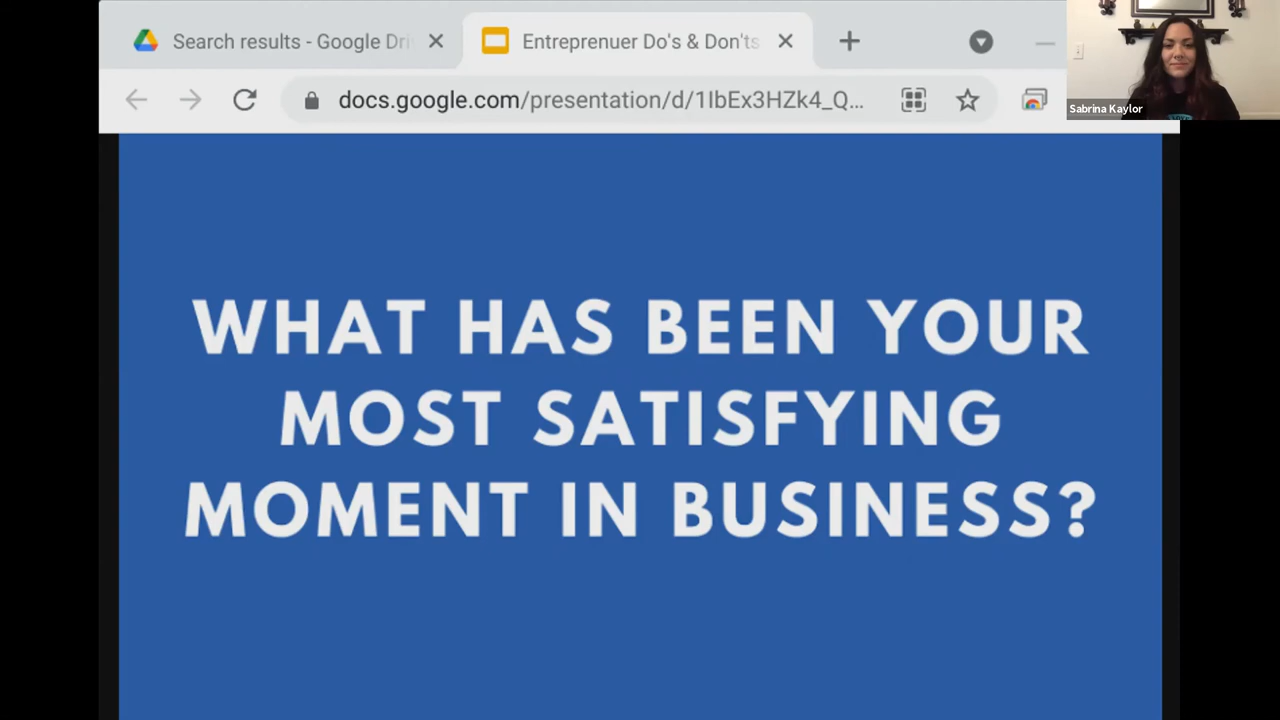 Search results - Google Dri
Entreprenuer Do's & Don'ts
docs.google.com/presentation/d/1IbEx3HZk4_Q...
Sabrina Kaylor
WHAT HAS BEEN YOUR
MOST SATISFYING
MOMENT IN BUSINESS?